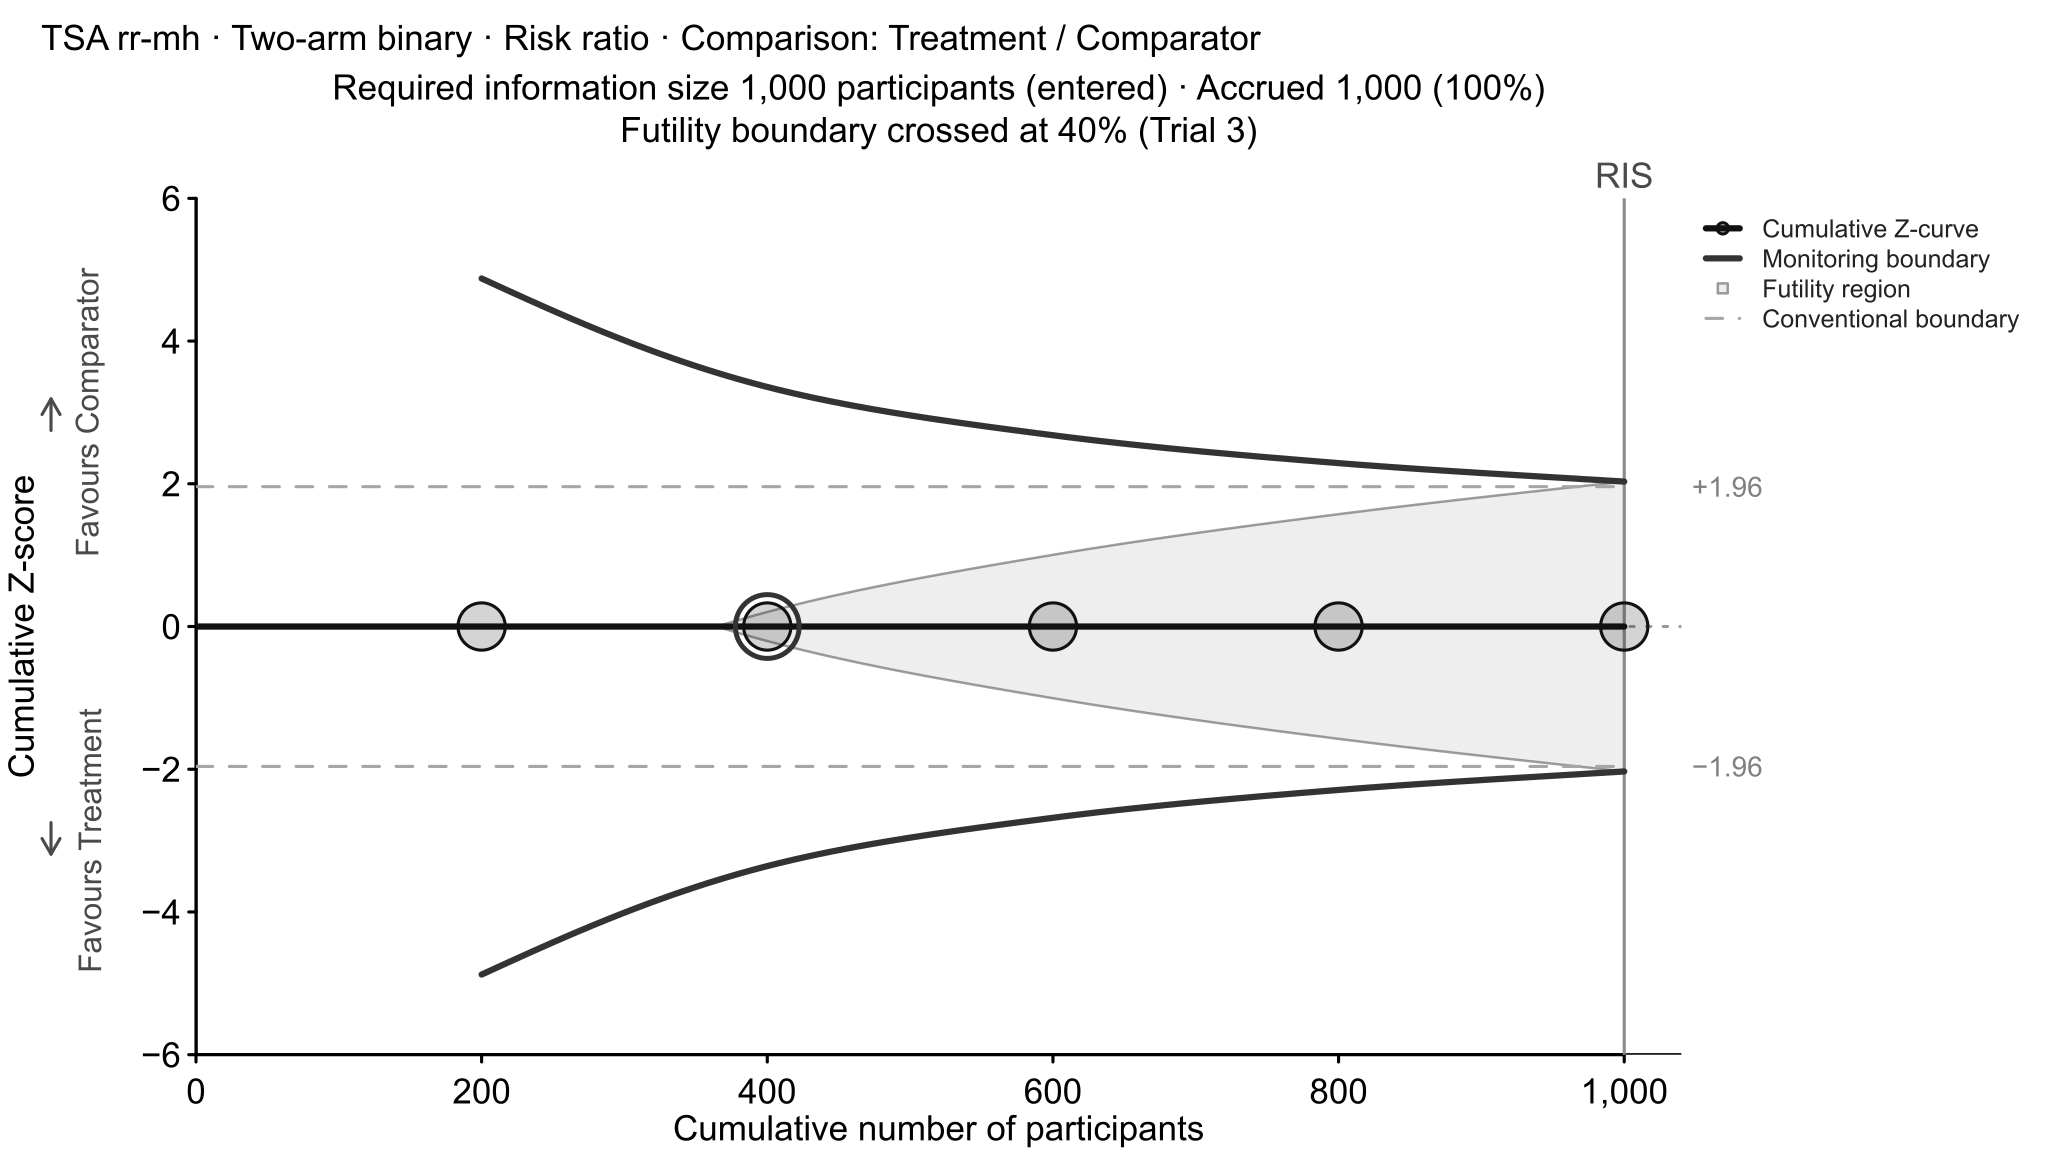 TSA rr-mh · Two-arm binary · Risk ratio · Comparison: Treatment / Comparator
Required information size 1,000 participants (entered) · Accrued 1,000 (100%)
Futility boundary crossed at 40% (Trial 3)
RIS
Cumulative Z-curve
Monitoring boundary
Futility region
Conventional boundary
Cumulative Z-score
↑ Favours Comparator
← Favours Treatment
6
4
2
0
−2
−4
−6
+1.96
−1.96
0
200
400
600
800
1,000
Cumulative number of participants